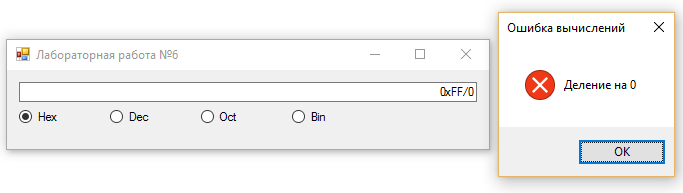 Лабораторная работа №6
0xFF/0
Hex Dec Oct Bin
Ошибка вычислений
Деление на 0
OK